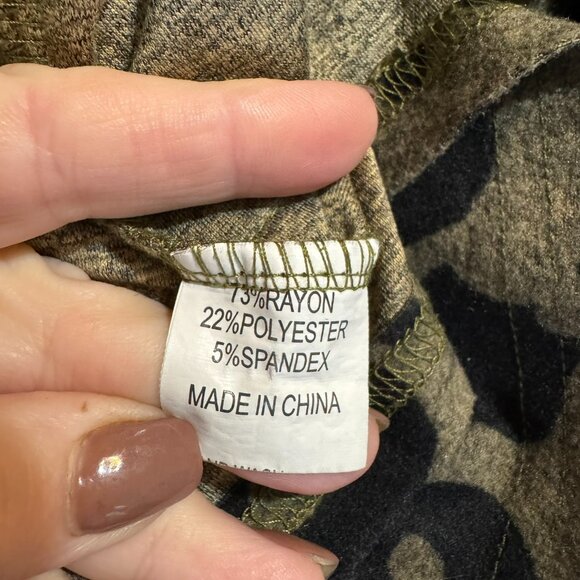 73%RAYON
22%POLYESTER
5%SPANDEX
MADE IN CHINA